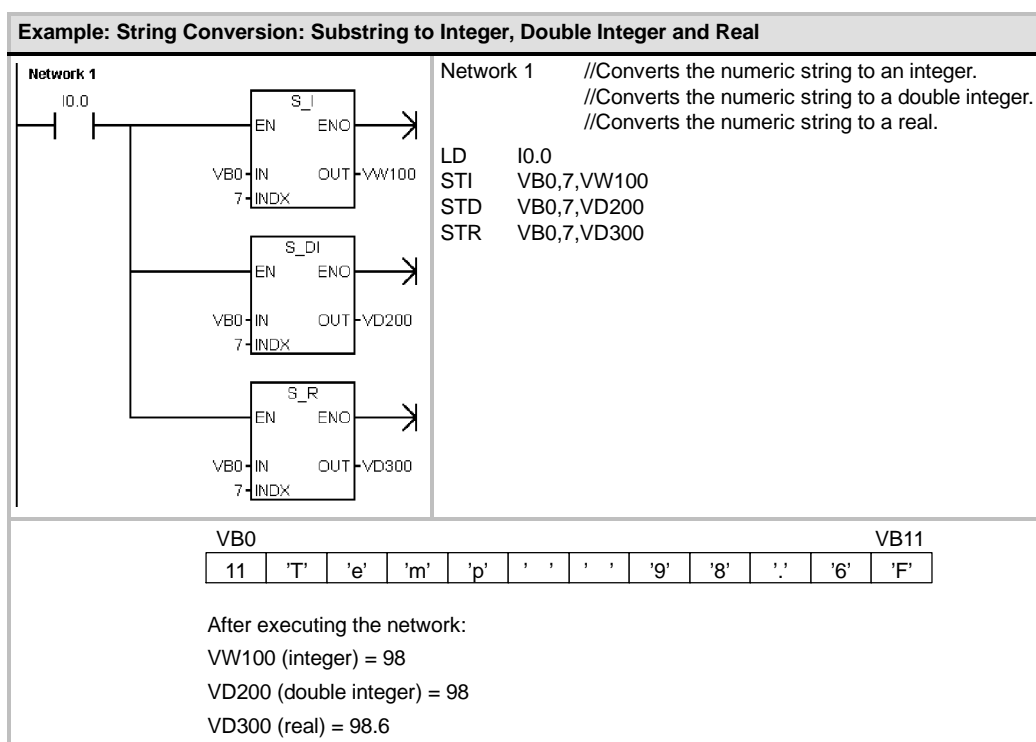 Example: String Conversion: Substring to Integer, Double Integer and Real
Network 1
I0.0
S_I
EN ENO
VB0 IN OUT VW100
7 INDX
S_DI
EN ENO
VB0 IN OUT VD200
7 INDX
S_R
EN ENO
VB0 IN OUT VD300
7 INDX
Network 1 //Converts the numeric string to an integer.
//Converts the numeric string to a double integer.
//Converts the numeric string to a real.
LD I0.0
STI VB0,7,VW100
STD VB0,7,VD200
STR VB0,7,VD300
VB0 VB11
11 ’T’ ’e’ ’m’ ’p’ ’ ’ ’ ’ ’9’ ’8’ ’.’ ’6’ ’F’
After executing the network:
VW100 (integer) = 98
VD200 (double integer) = 98
VD300 (real) = 98.6